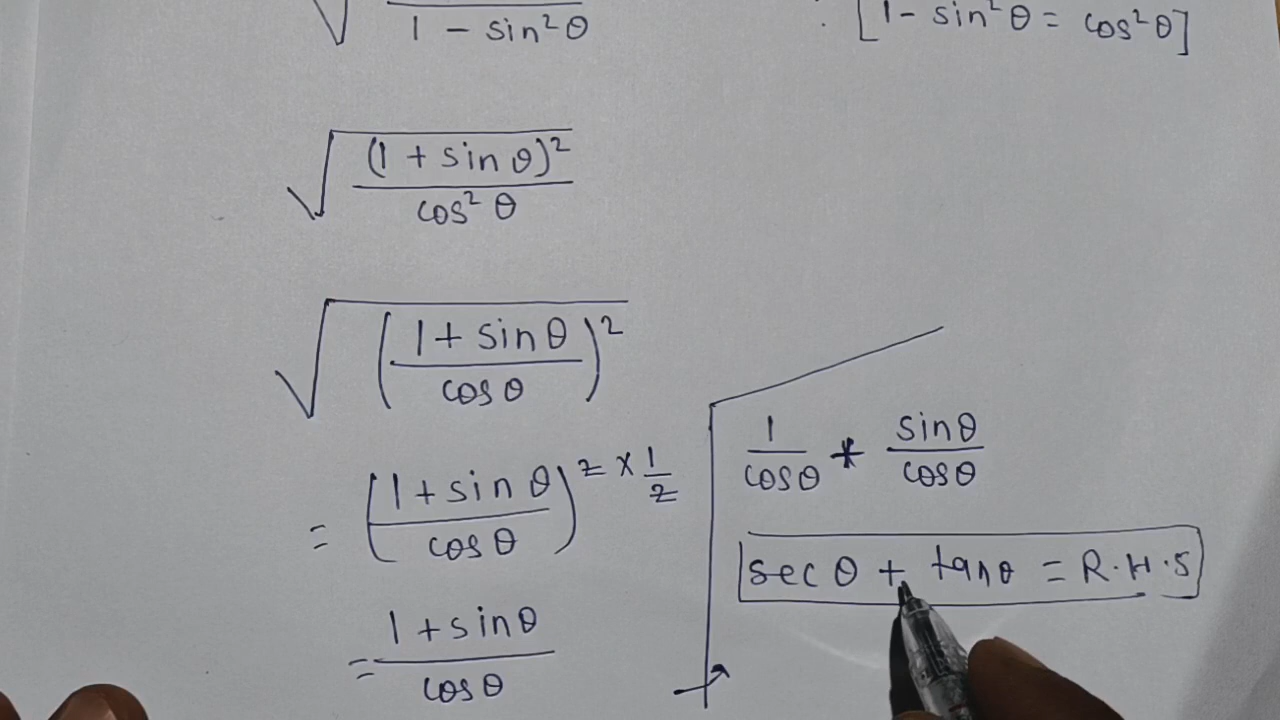 √ 1 - sin²θ
∴ [1 - sin²θ = cos²θ]
√ (1 + sin θ)² / cos² θ
√ ( 1 + sin θ / cos θ )²
= ( 1 + sin θ / cos θ )^2 × 1/2
= 1 + sin θ / cos θ
1 / cos θ * sin θ / cos θ
sec θ + tan θ = R.H.S